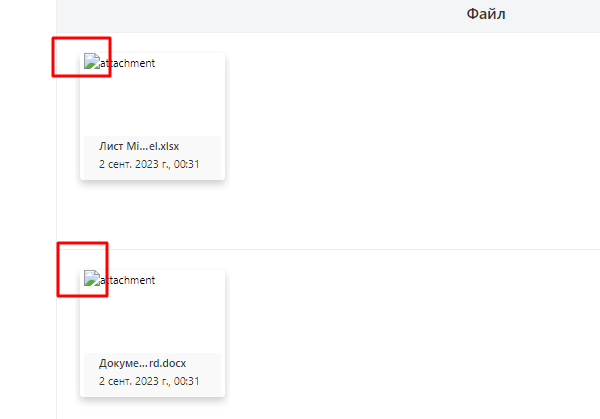 Файл
attachment
Лист Mi...el.xlsx
2 сент. 2023 г., 00:31
attachment
Докуме...rd.docx
2 сент. 2023 г., 00:31